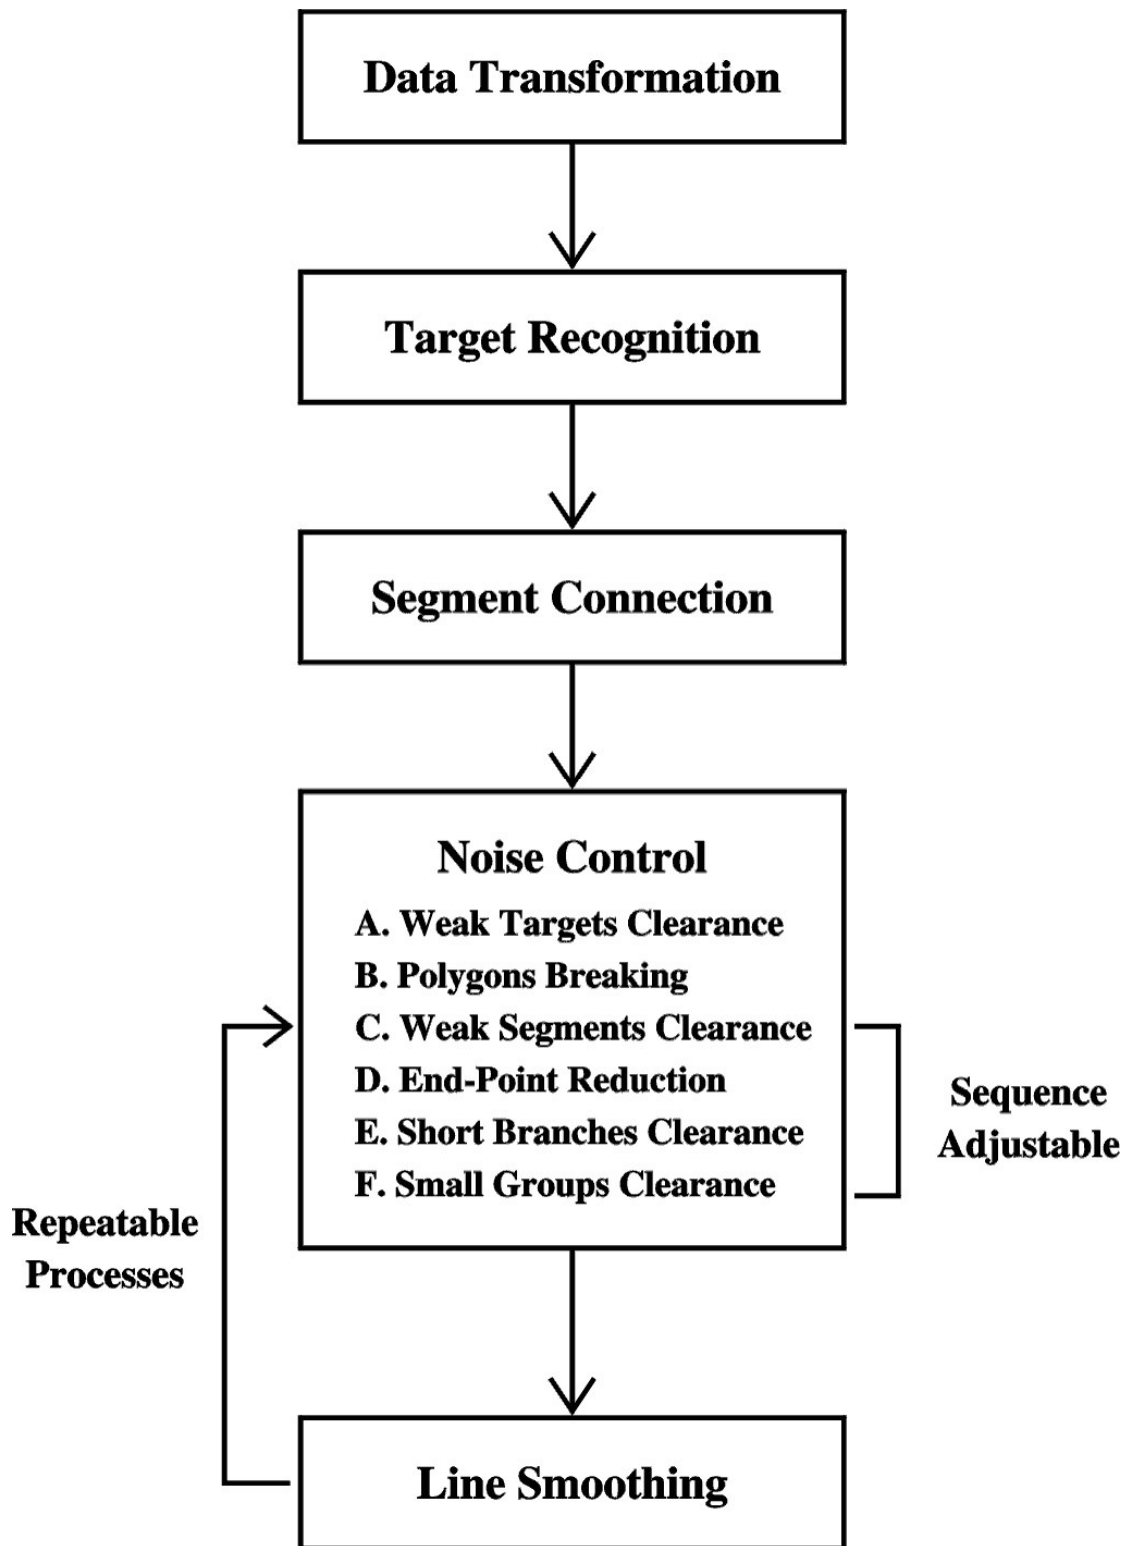 Data Transformation
Target Recognition
Segment Connection
Noise Control
A. Weak Targets Clearance
B. Polygons Breaking
C. Weak Segments Clearance
D. End-Point Reduction
E. Short Branches Clearance
F. Small Groups Clearance
Sequence
Adjustable
Repeatable
Processes
Line Smoothing